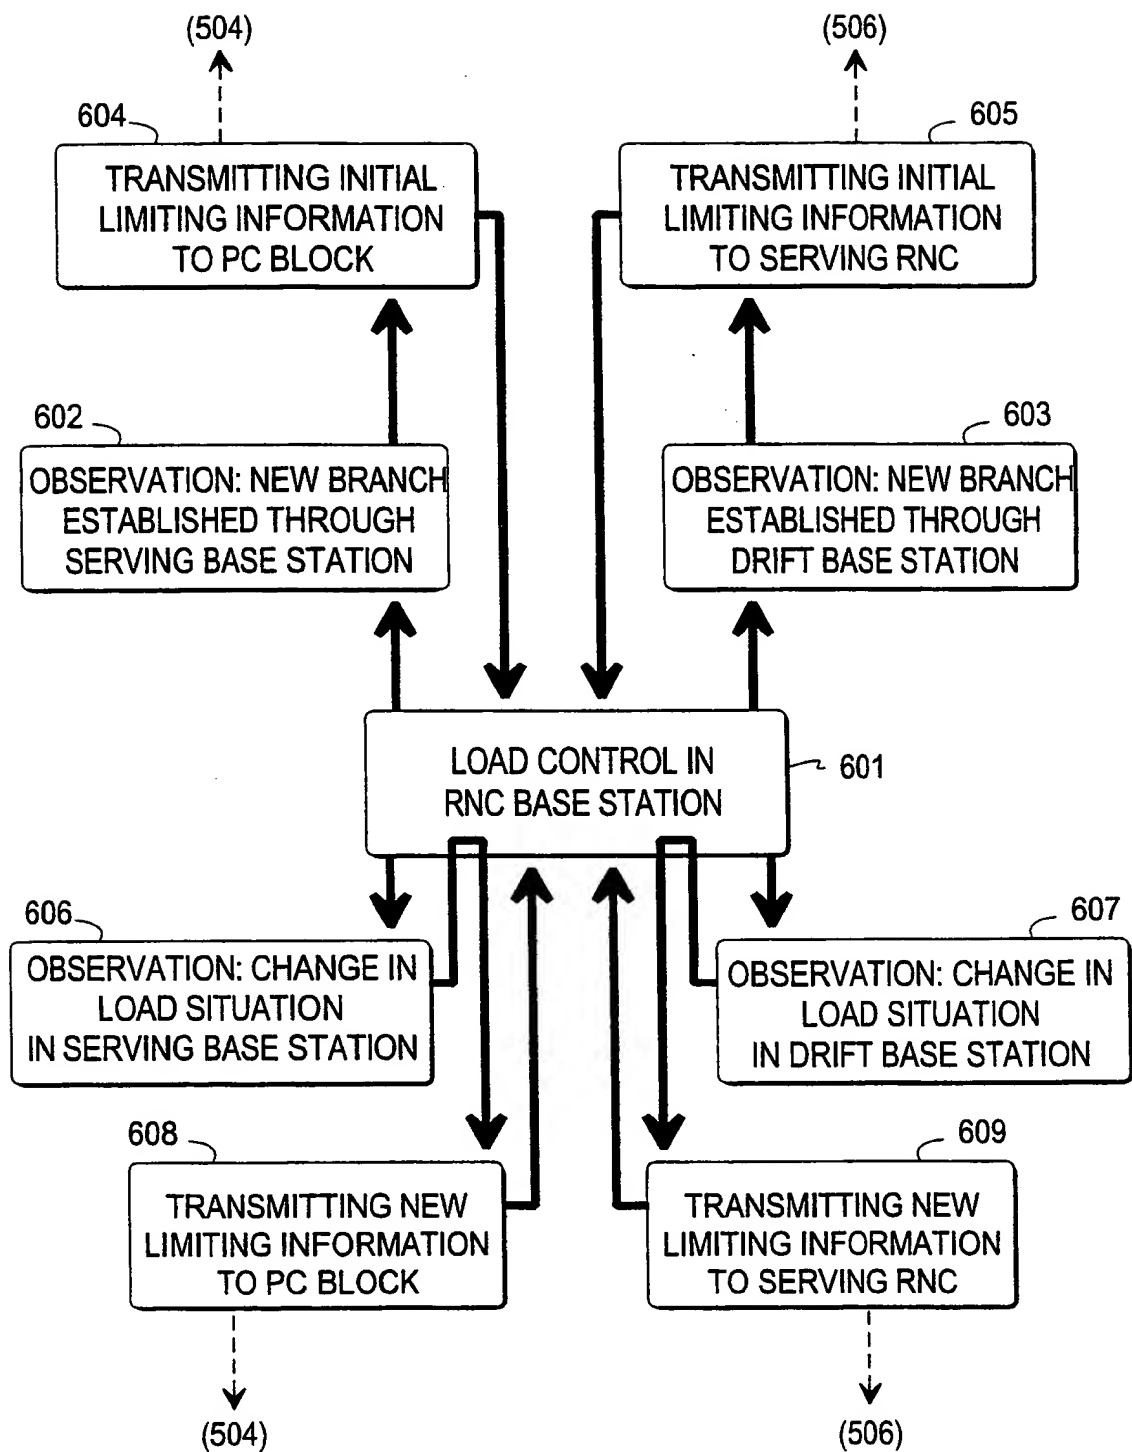 (504)
(506)
604
605
TRANSMITTING INITIAL
LIMITING INFORMATION
TO PC BLOCK
TRANSMITTING INITIAL
LIMITING INFORMATION
TO SERVING RNC
602
603
OBSERVATION: NEW BRANCH
ESTABLISHED THROUGH
SERVING BASE STATION
OBSERVATION: NEW BRANCH
ESTABLISHED THROUGH
DRIFT BASE STATION
LOAD CONTROL IN
RNC BASE STATION
601
606
607
OBSERVATION: CHANGE IN
LOAD SITUATION
IN SERVING BASE STATION
OBSERVATION: CHANGE IN
LOAD SITUATION
IN DRIFT BASE STATION
608
609
TRANSMITTING NEW
LIMITING INFORMATION
TO PC BLOCK
TRANSMITTING NEW
LIMITING INFORMATION
TO SERVING RNC
(504)
(506)